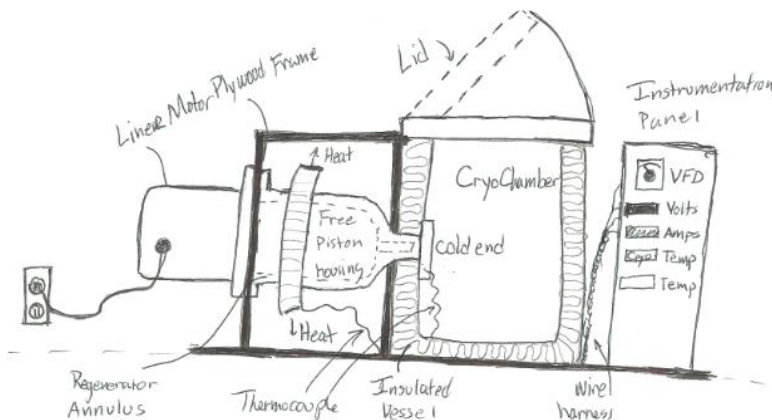 Lid
Linear Motor
Plywood Frame
Instrumentation
Panel
Heat
CryoChamber
VFD
Volts
Amps
Temp
Temp
Free
Piston
housing
Cold end
Heat
Regenerator
Annulus
Thermocouple
Insulated
Vessel
Wire
harness